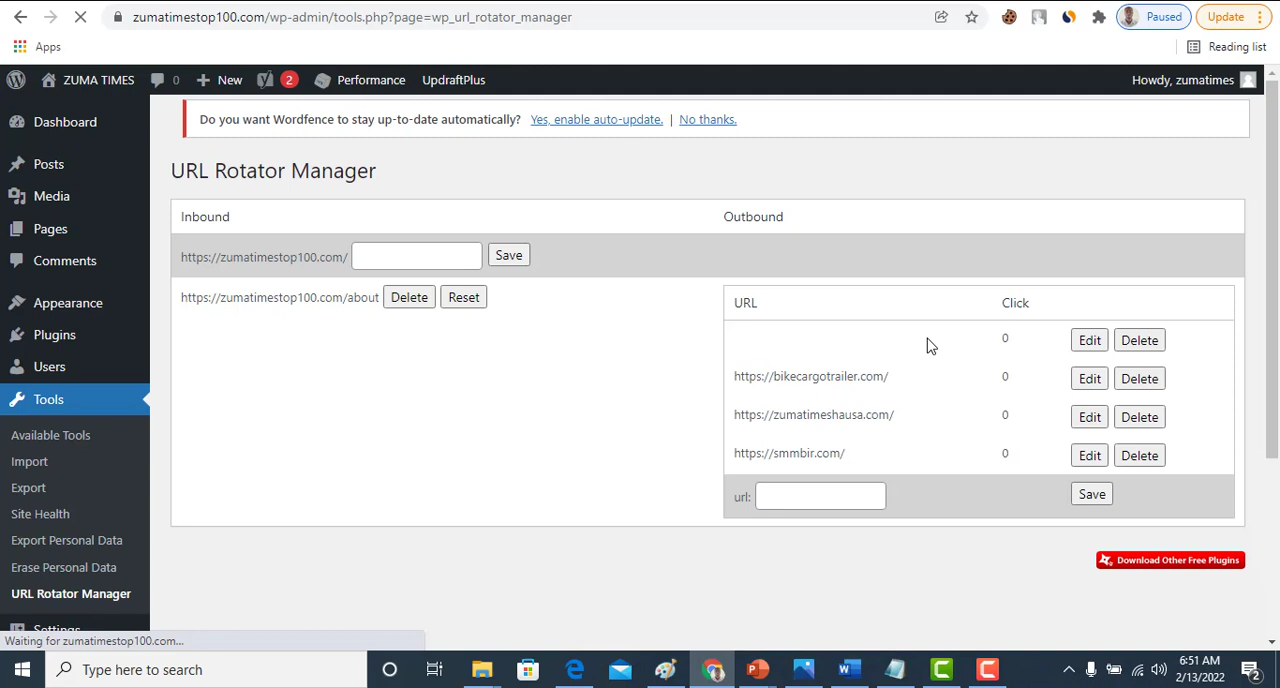 zumatimestop100.com/wp-admin/tools.php?page=wp_url_rotator_manager
Paused
Update
Apps
Reading list
ZUMA TIMES
0
New
2
Performance
UpdraftPlus
Howdy, zumatimes
Dashboard
Posts
Media
Pages
Comments
Appearance
Plugins
Users
Tools
Available Tools
Import
Export
Site Health
Export Personal Data
Erase Personal Data
URL Rotator Manager
Settings
Do you want Wordfence to stay up-to-date automatically? Yes, enable auto-update. | No thanks.
URL Rotator Manager
Inbound Outbound
https://zumatimestop100.com/ Save
https://zumatimestop100.com/about Delete Reset
URL Click
0 Edit Delete
https://bikecargotrailer.com/ 0 Edit Delete
https://zumatimeshausa.com/ 0 Edit Delete
https://smmbir.com/ 0 Edit Delete
url: Save
Download Other Free Plugins
Waiting for zumatimestop100.com...
Type here to search
6:51 AM
2/13/2022
2